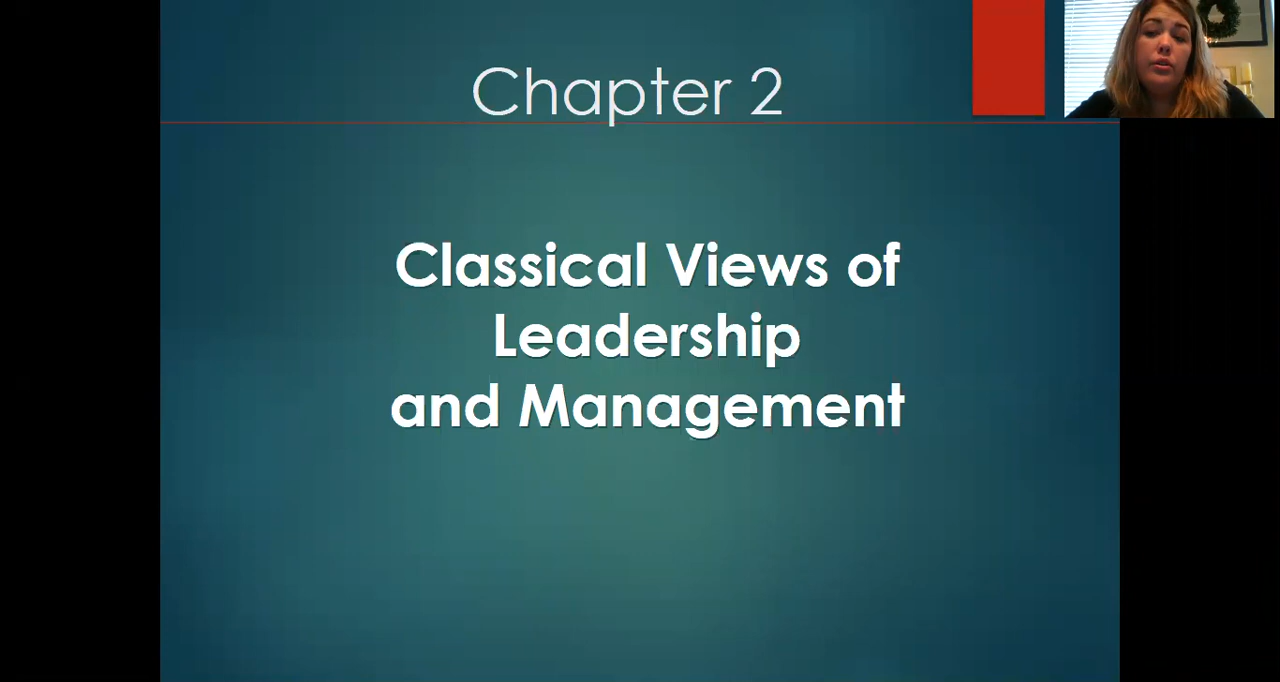 Chapter 2
Classical Views of
Leadership
and Management